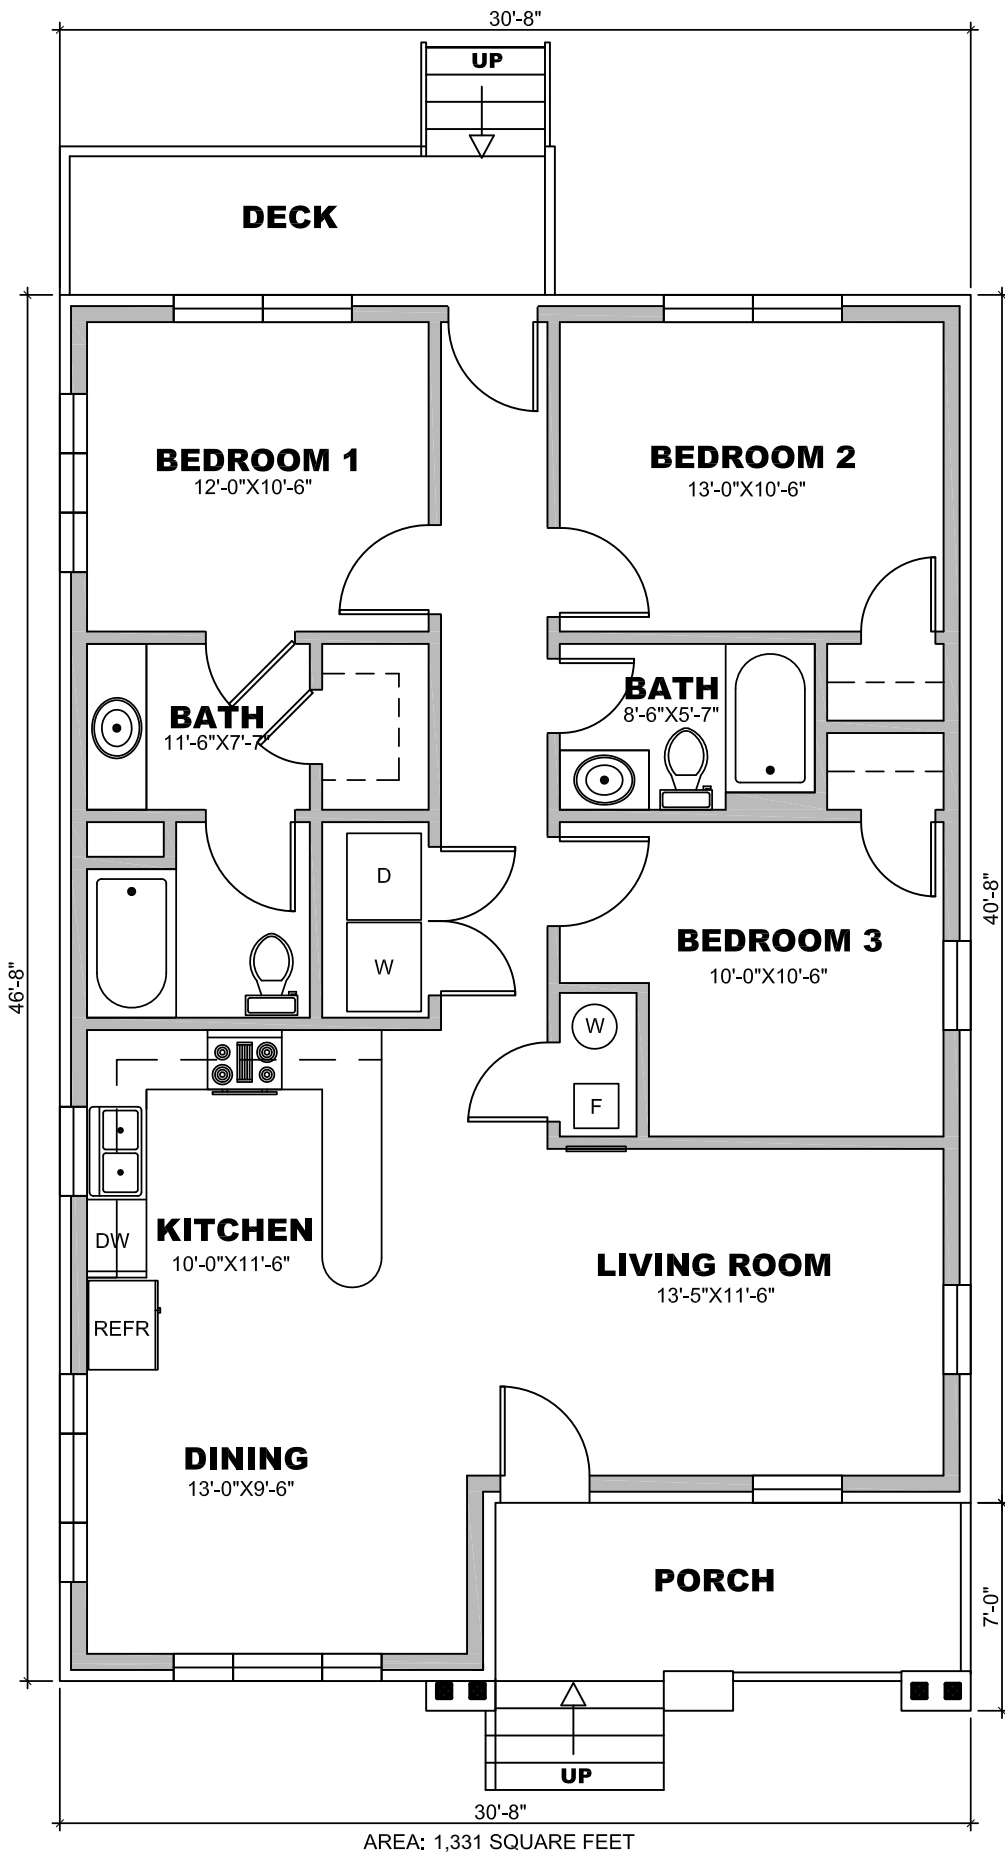 30'-8"
UP
DECK
BEDROOM 1
12'-0"X10'-6"
BEDROOM 2
13'-0"X10'-6"
BATH
11'-6"X7'-7"
BATH
8'-6"X5'-7"
D
W
BEDROOM 3
10'-0"X10'-6"
40'-8"
46'-8"
W
F
KITCHEN
10'-0"X11'-6"
DW
REFR
LIVING ROOM
13'-5"X11'-6"
DINING
13'-0"X9'-6"
PORCH
7'-0"
UP
30'-8"
AREA: 1,331 SQUARE FEET